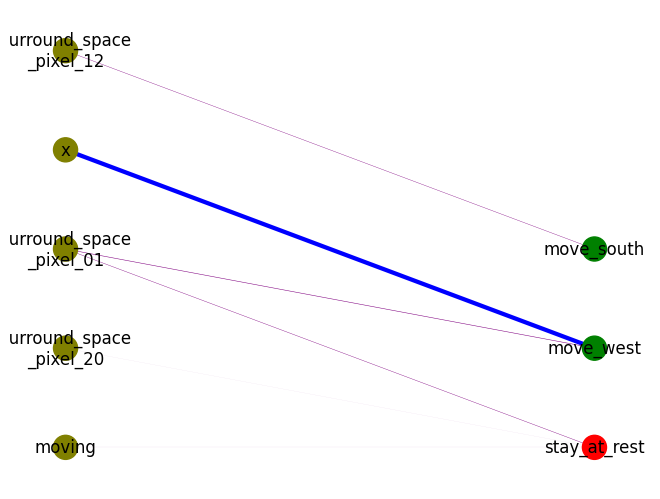 urround_space
_pixel_12
x
urround_space
_pixel_01
move_south
urround_space
_pixel_20
move_west
moving
stay_at_rest